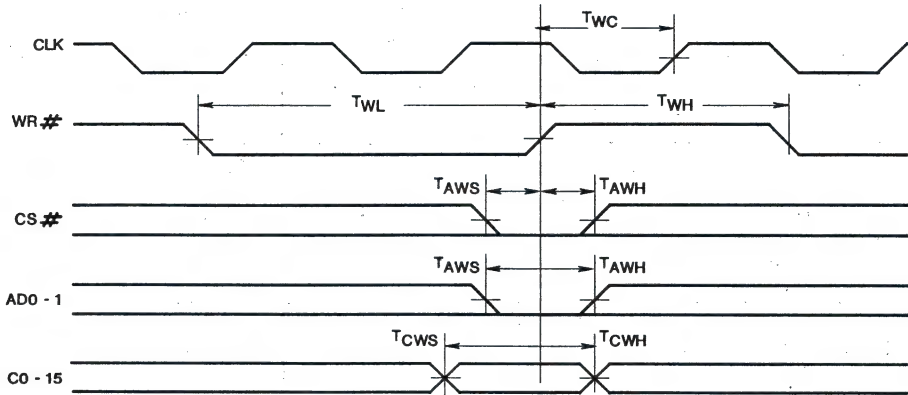 TWC
CLK
TWL TWH
WR#
TAWS TAWH
CS#
TAWS TAWH
AD0 - 1
TCWS TCWH
C0 - 15